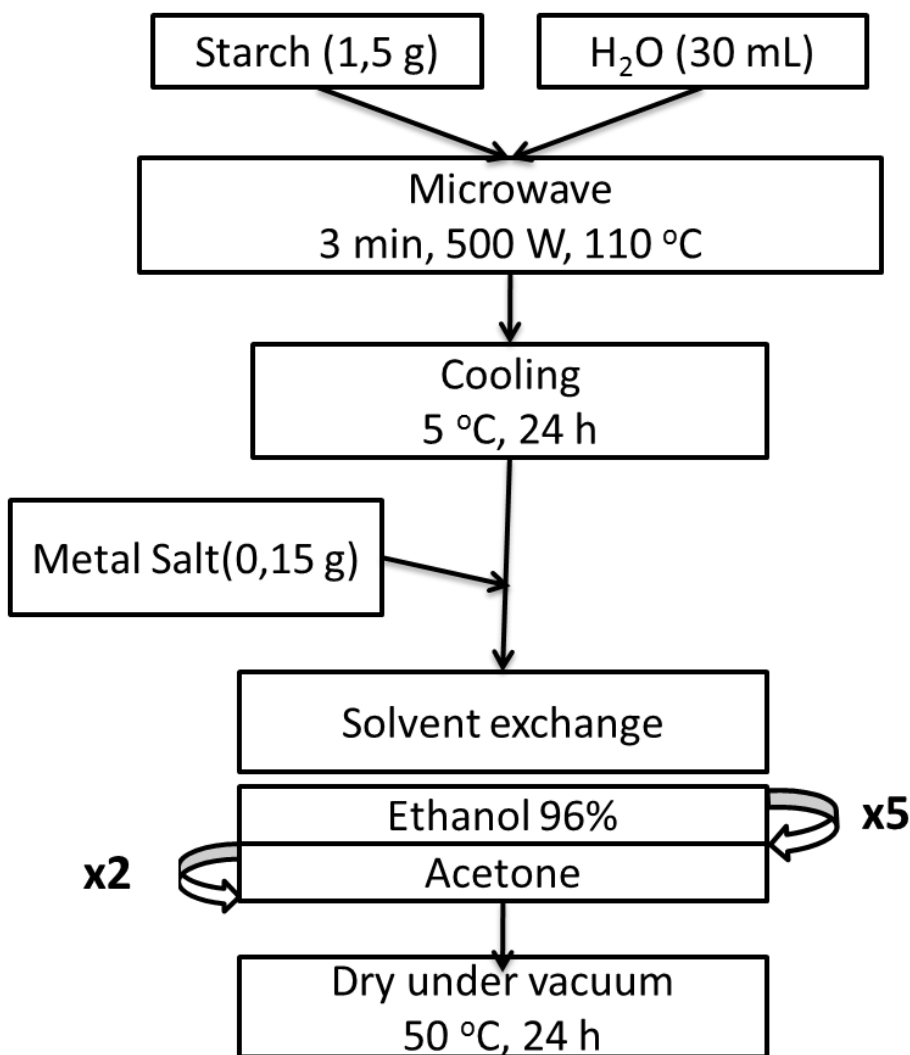 Starch (1,5 g)
H₂O (30 mL)
Microwave
3 min, 500 W, 110 °C
Cooling
5 °C, 24 h
Metal Salt(0,15 g)
Solvent exchange
Ethanol 96%
x5
x2
Acetone
Dry under vacuum
50 °C, 24 h